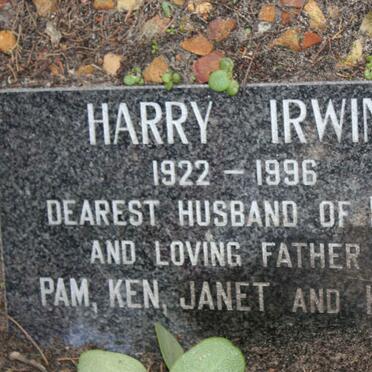 HARRY IRWIN
1922 - 1996
DEAREST HUSBAND OF
AND LOVING FATHER
PAM, KEN, JANET AND